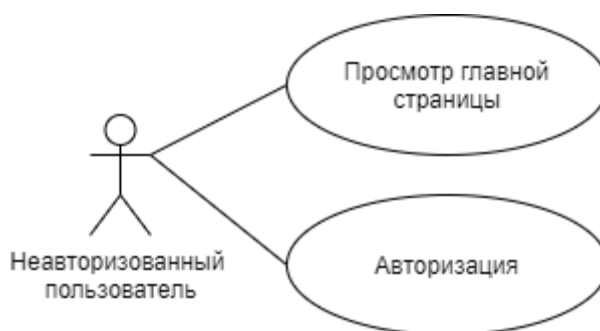 Просмотр главной
страницы
Неавторизованный
пользователь
Авторизация